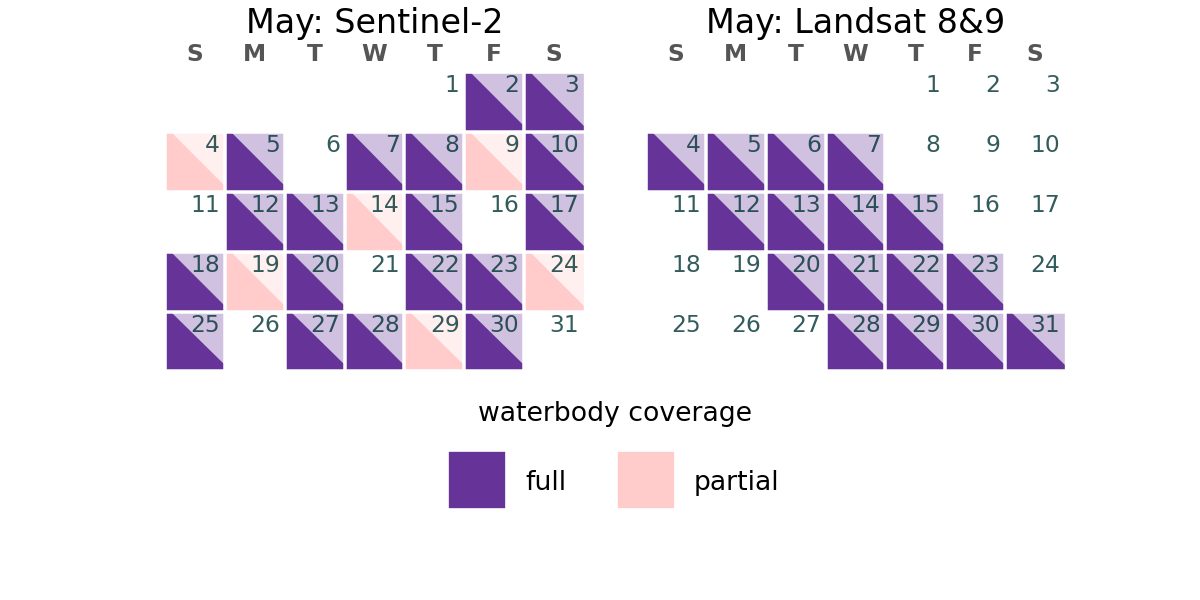 May: Sentinel-2
S M T W T F S
1 2 3
4 5 6 7 8 9 10
11 12 13 14 15 16 17
18 19 20 21 22 23 24
25 26 27 28 29 30 31
May: Landsat 8&9
S M T W T F S
1 2 3
4 5 6 7 8 9 10
11 12 13 14 15 16 17
18 19 20 21 22 23 24
25 26 27 28 29 30 31
waterbody coverage
full
partial